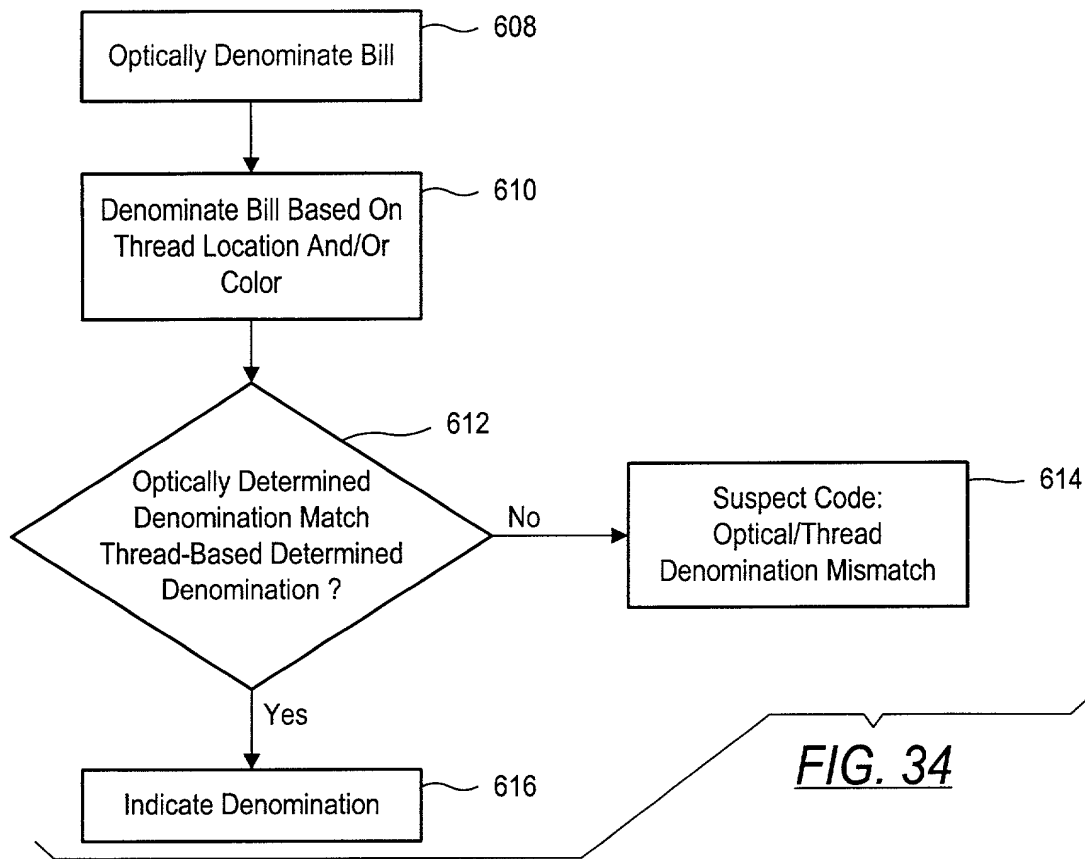 608
Optically Denominate Bill
610
Denominate Bill Based On
Thread Location And/Or
Color
612
Optically Determined
Denomination Match
Thread-Based Determined
Denomination ?
No
614
Suspect Code:
Optical/Thread
Denomination Mismatch
Yes
616
Indicate Denomination
FIG. 34